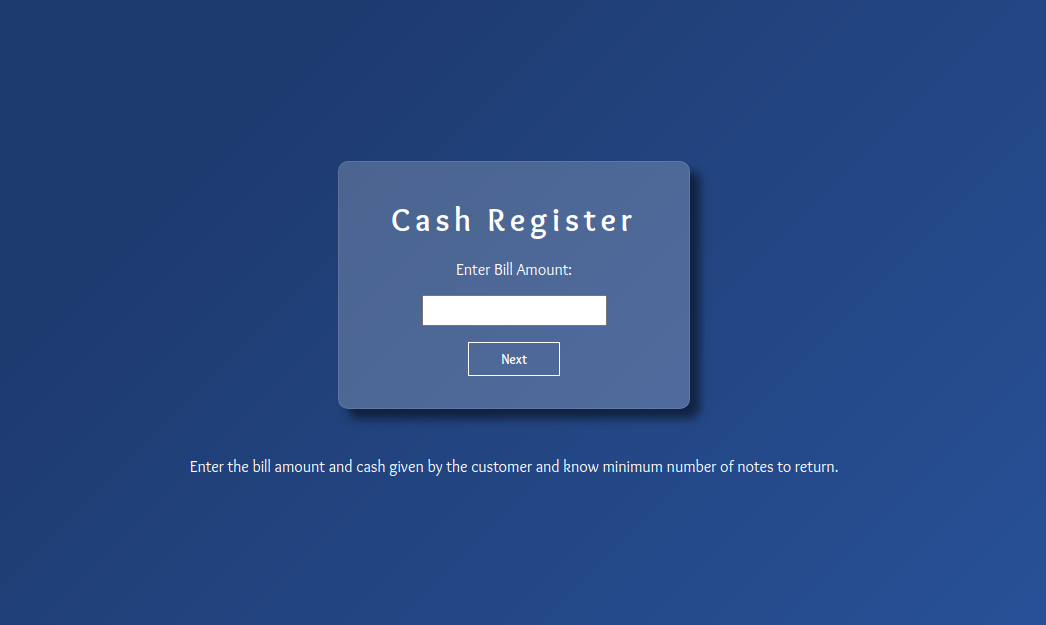 Cash Register
Enter Bill Amount:
Next
Enter the bill amount and cash given by the customer and know minimum number of notes to return.